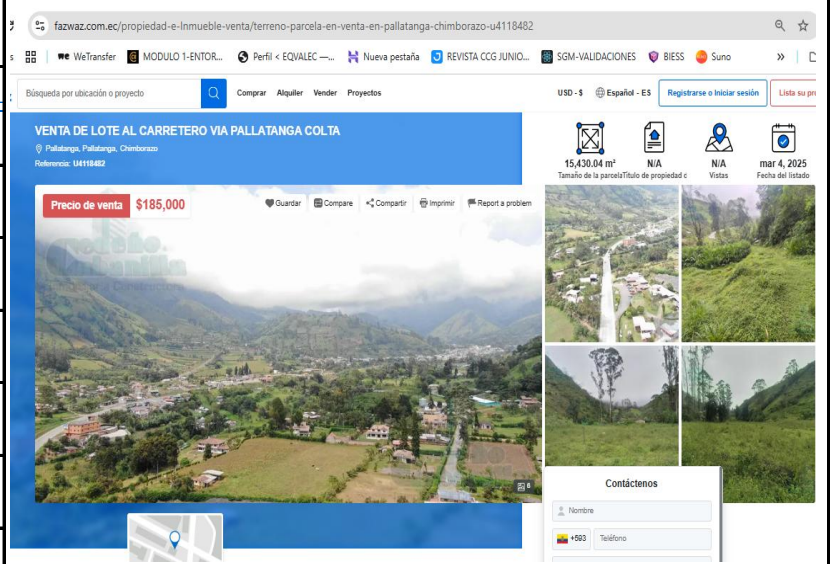 fazwaz.com.ec/propiedad-e-Inmueble-venta/terreno-parcela-en-venta-en-pallatanga-chimborazo-u4118482
WeTransfer MODULO 1-ENTOR... Perfil < EQVALEC —... Nueva pestaña REVISTA CCG JUNIO... SGM-VALIDACIONES BIESS Suno »
Búsqueda por ubicación o proyecto Comprar Alquiler Vender Proyectos USD - $ Español - ES Registrarse o Iniciar sesión Lista su pro
VENTA DE LOTE AL CARRETERO VIA PALLATANGA COLTA
Pallatanga, Pallatanga, Chimborazo
Referencia: U4118482
15,430.04 m² N/A N/A mar 4, 2025
Tamaño de la parcela Título de propiedad d Vistas Fecha del listado
Precio de venta $185,000 Guardar Compare Compartir Imprimir Report a problem
8
Contáctenos
Nombre
+593 Teléfono